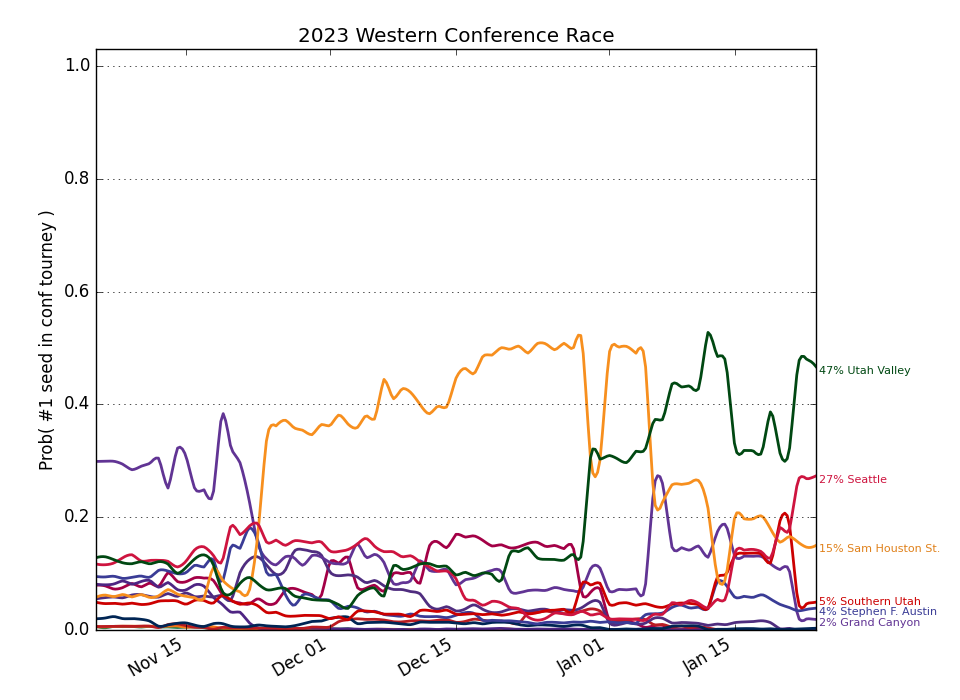 2023 Western Conference Race
Prob( #1 seed in conf tourney )
1.0
0.8
0.6
0.4
0.2
0.0
Nov 15
Dec 01
Dec 15
Jan 01
Jan 15
47% Utah Valley
27% Seattle
15% Sam Houston St.
5% Southern Utah
4% Stephen F. Austin
2% Grand Canyon